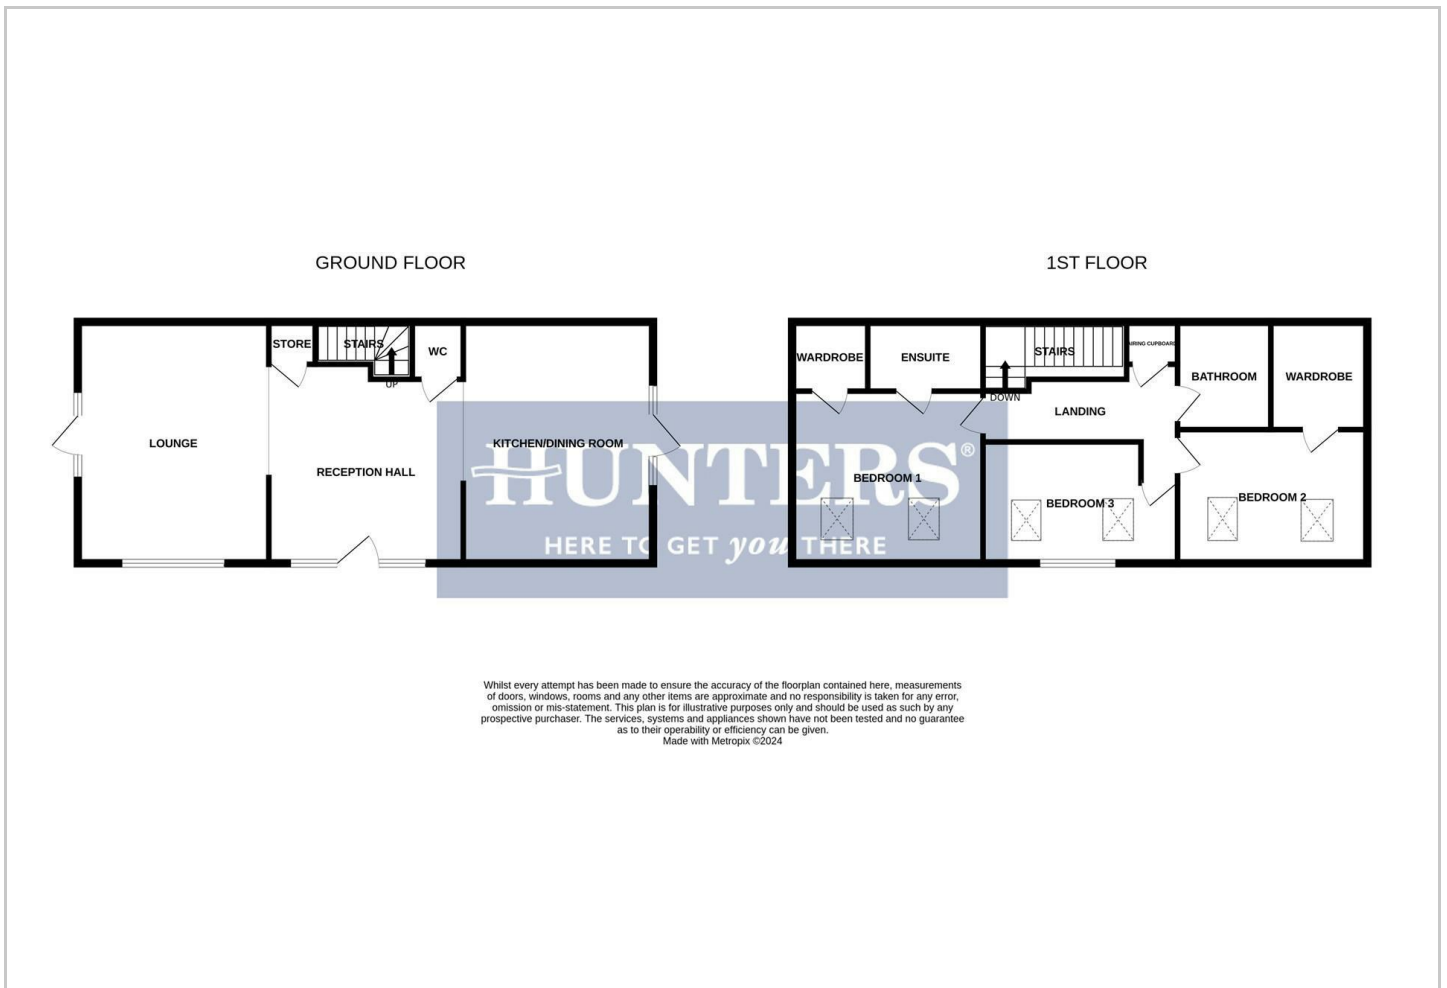 GROUND FLOOR
1ST FLOOR
STORE
STAIRS
WC
UP
LOUNGE
RECEPTION HALL
KITCHEN/DINING ROOM
WARDROBE
ENSUITE
STAIRS
DOWN
AIRING CUPBOARD
BATHROOM
WARDROBE
LANDING
BEDROOM 1
BEDROOM 3
BEDROOM 2
HUNTERS®
HERE TO GET you THERE
Whilst every attempt has been made to ensure the accuracy of the floorplan contained here, measurements
of doors, windows, rooms and any other items are approximate and no responsibility is taken for any error,
omission or mis-statement. This plan is for illustrative purposes only and should be used as such by any
prospective purchaser. The services, systems and appliances shown have not been tested and no guarantee
as to their operability or efficiency can be given.
Made with Metropix ©2024